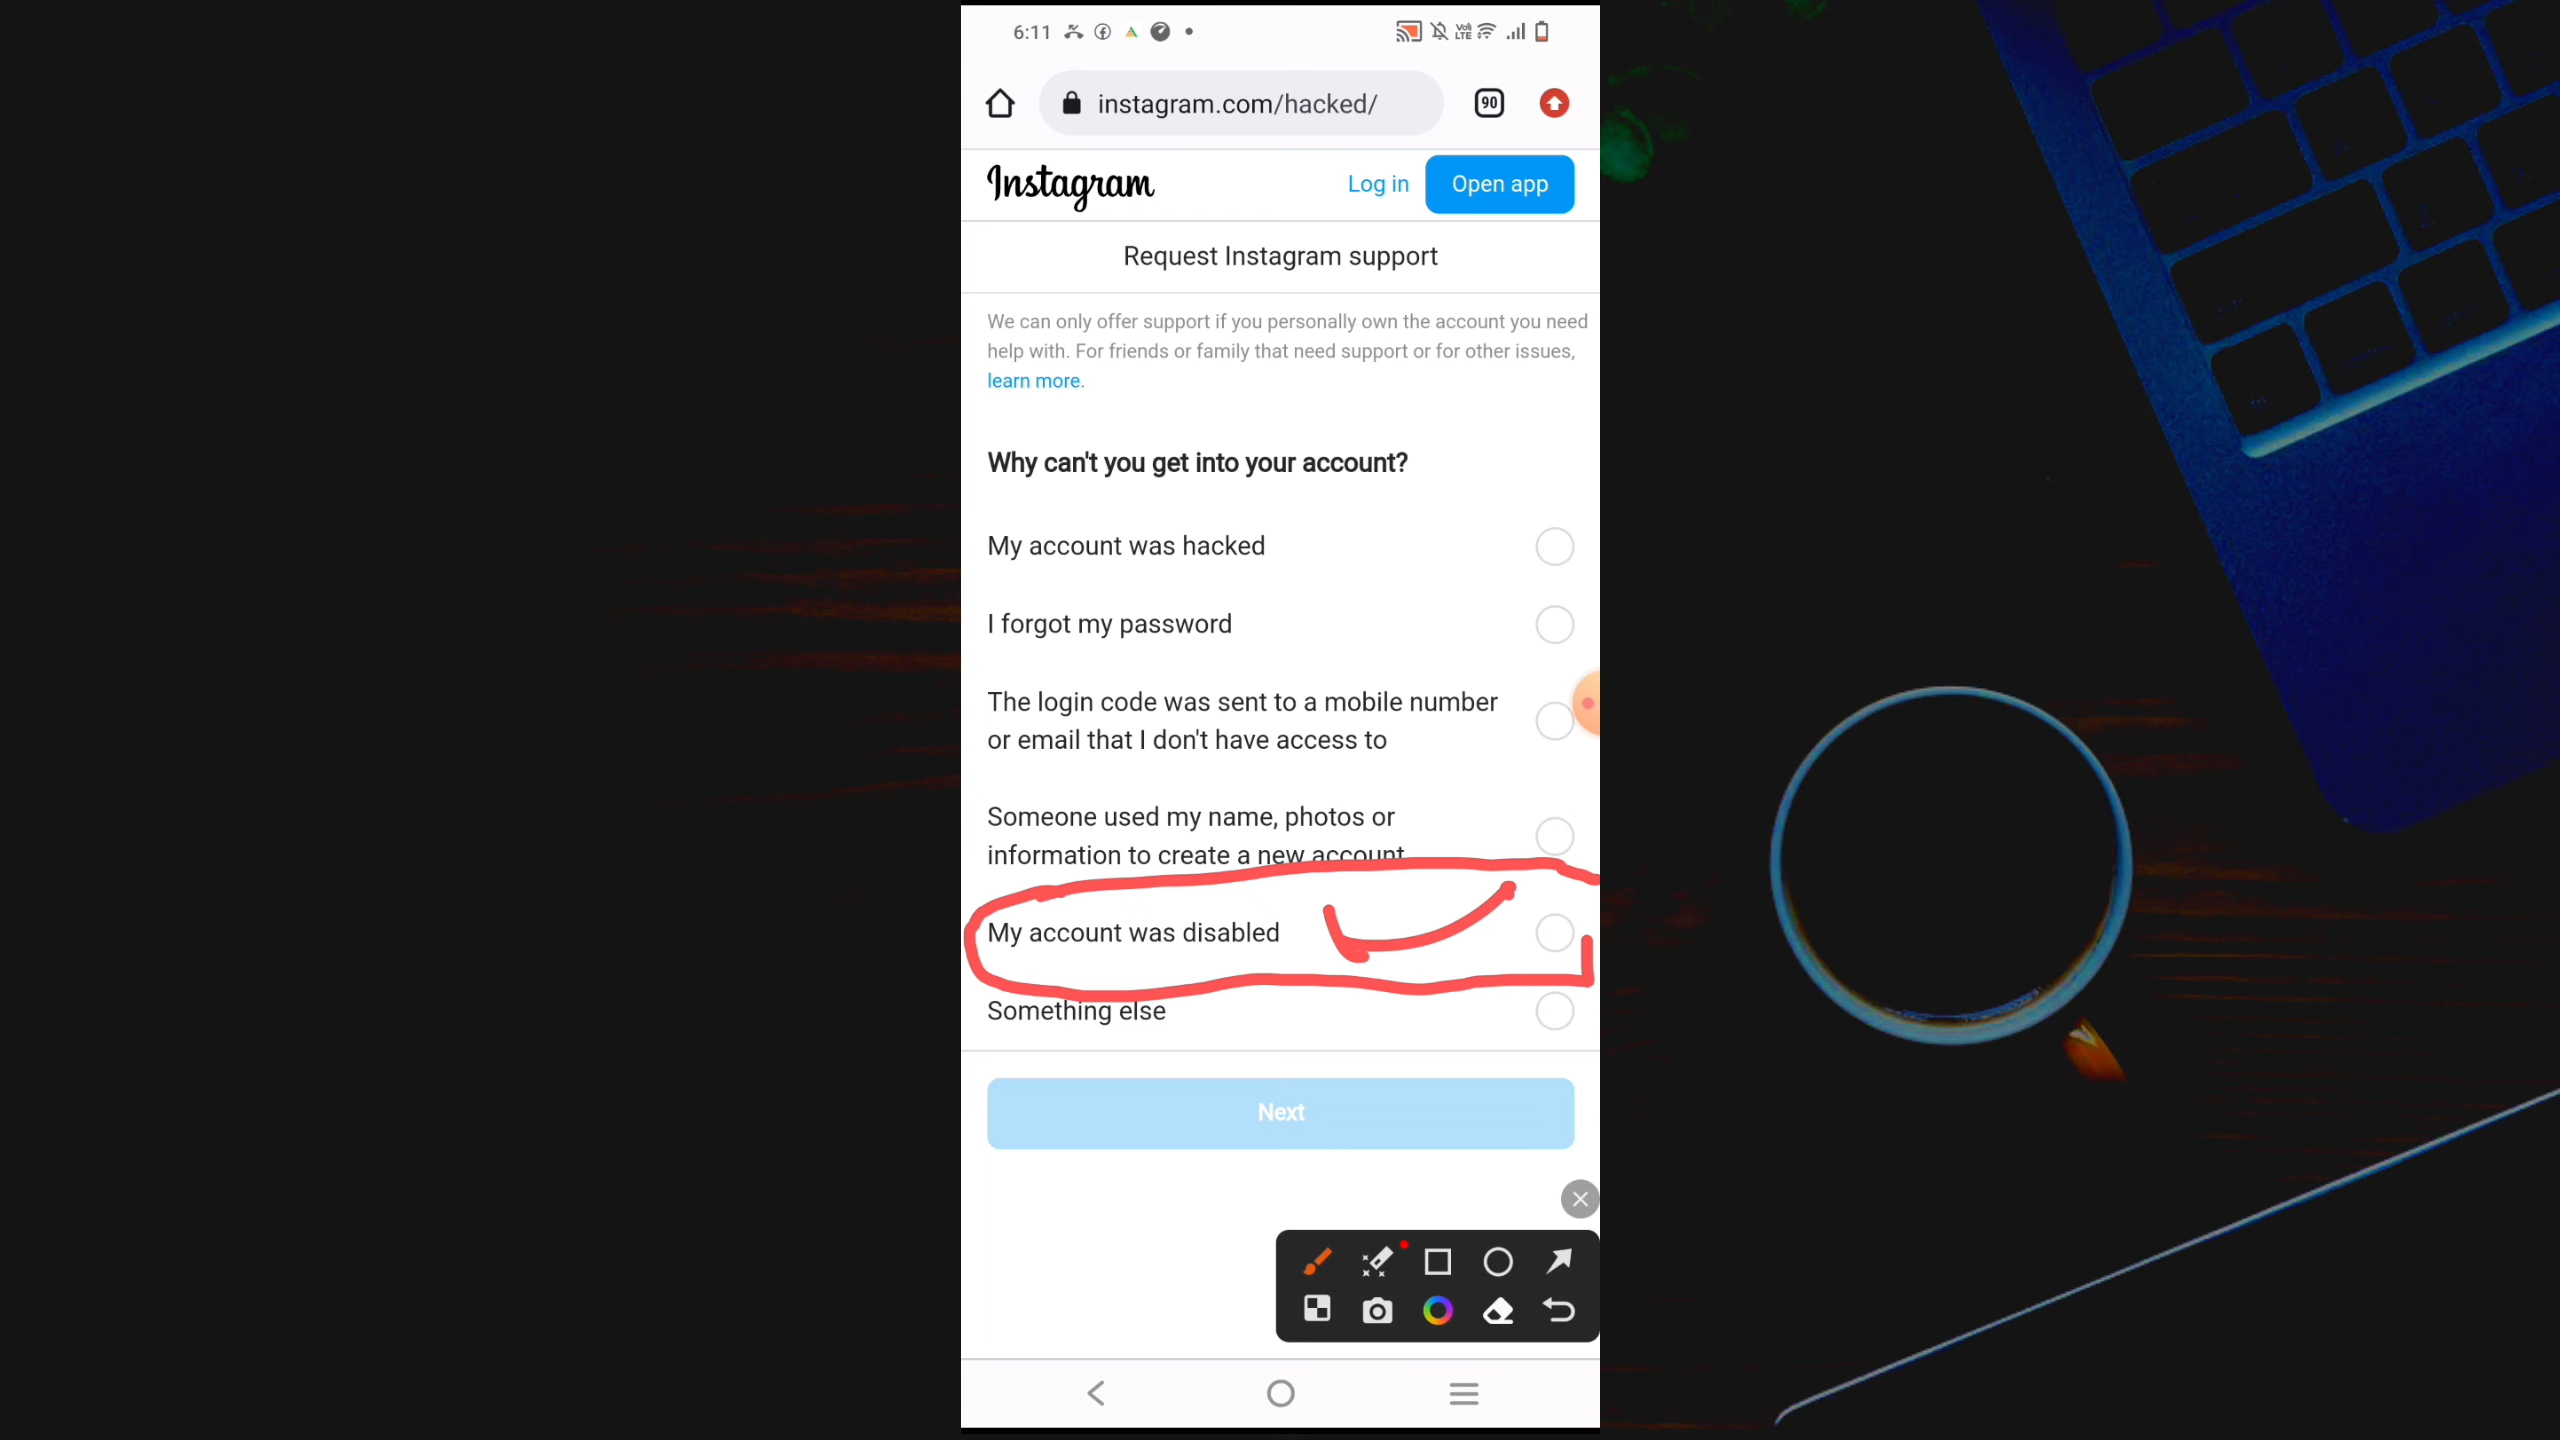 6:11
Vo) LTE
instagram.com/hacked/
90
Instagram
Log in
Open app
Request Instagram support
We can only offer support if you personally own the account you need
help with. For friends or family that need support or for other issues,
learn more.
Why can't you get into your account?
My account was hacked
I forgot my password
The login code was sent to a mobile number
or email that I don't have access to
Someone used my name, photos or
information to create a new account
My account was disabled
Something else
Next